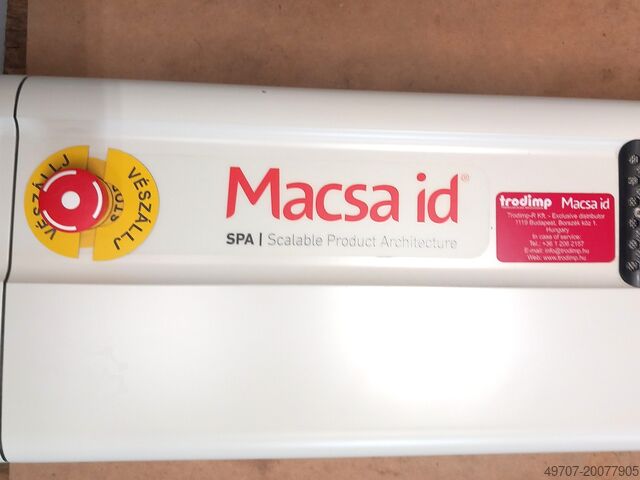 VÉSZÁLLJ
STOP
VÉSZÁLLJ
Macsa id®
SPA | Scalable Product Architecture
trodimp Macsa id
Trodimp-R Kft. - Exclusive distributor
1119 Budapest, Borszék köz 1.
Hungary
In case of service:
Tel.: +36 1 206 2157
E-mail: info@trodimp.hu
Web: www.trodimp.hu
49707-20077905